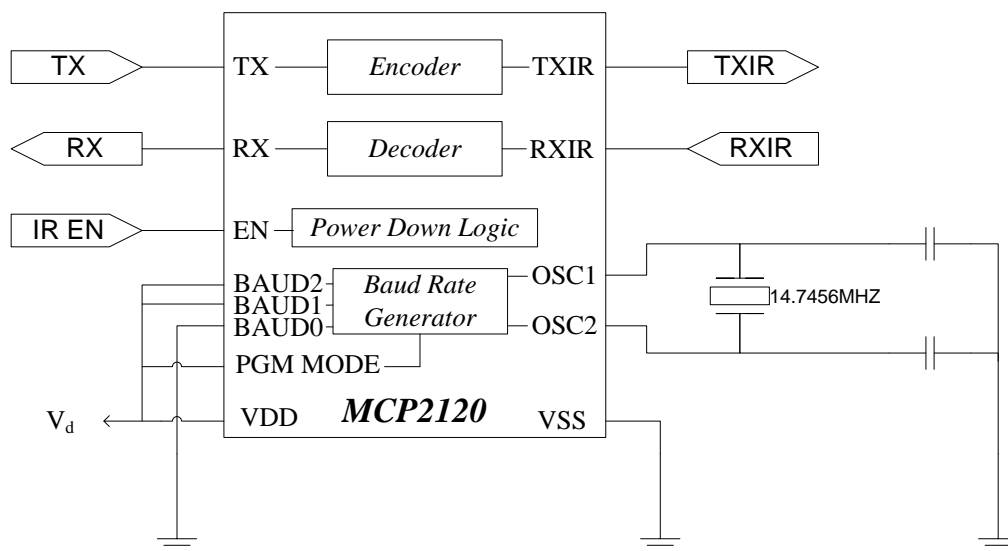 TX TX Encoder TXIR TXIR
RX RX Decoder RXIR RXIR
IR EN EN Power Down Logic
BAUD2 Baud Rate OSC1
BAUD1 Generator 14.7456MHZ
BAUD0 OSC2
PGM MODE
Vd VDD MCP2120 VSS